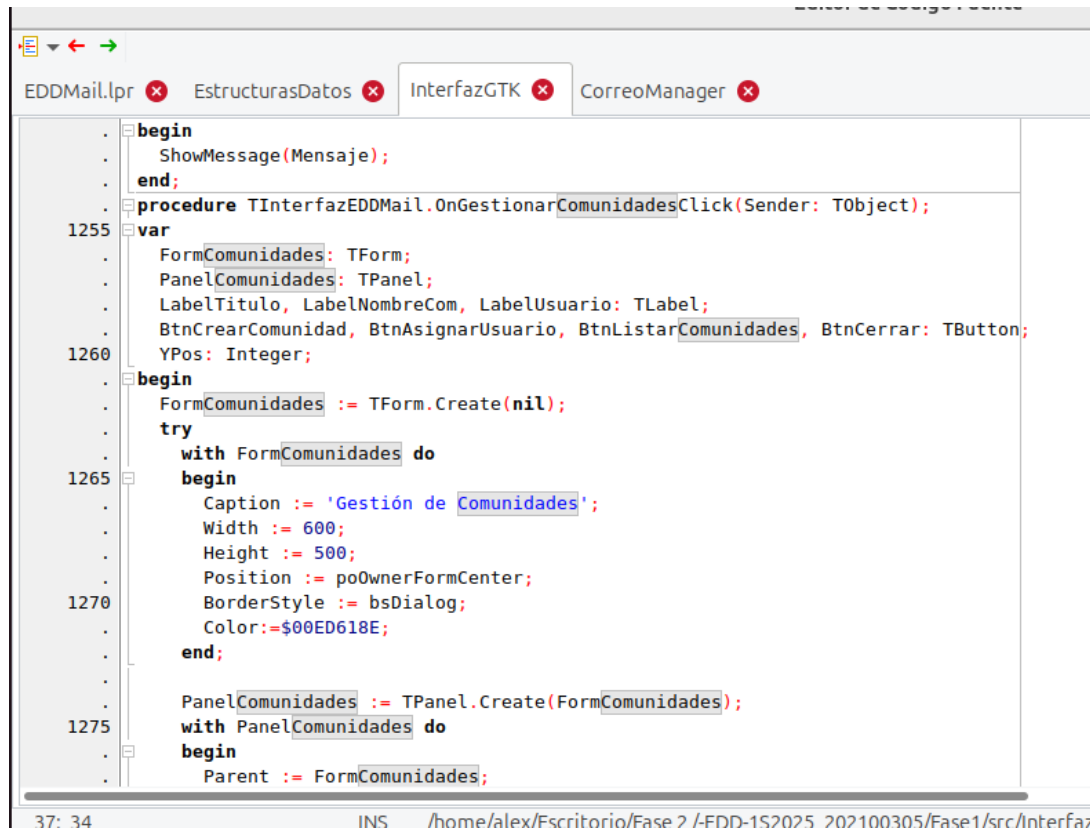 EDDMail.lpr EstructurasDatos InterfazGTK CorreoManager
. begin
. ShowMessage(Mensaje);
. end;
. procedure TInterfazEDDMail.OnGestionarComunidadesClick(Sender: TObject);
1255 var
. FormComunidades: TForm;
. PanelComunidades: TPanel;
. LabelTitulo, LabelNombreCom, LabelUsuario: TLabel;
. BtnCrearComunidad, BtnAsignarUsuario, BtnListarComunidades, BtnCerrar: TButton;
1260 YPos: Integer;
. begin
. FormComunidades := TForm.Create(nil);
. try
. with FormComunidades do
1265 begin
. Caption := 'Gestión de Comunidades';
. Width := 600;
. Height := 500;
. Position := poOwnerFormCenter;
1270 BorderStyle := bsDialog;
. Color:=$00ED618E;
. end;
.
. PanelComunidades := TPanel.Create(FormComunidades);
1275 with PanelComunidades do
. begin
. Parent := FormComunidades;
37: 34 INS /home/alex/Escritorio/Fase 2 /-EDD-1S2025_202100305/Fase1/src/Interfaz